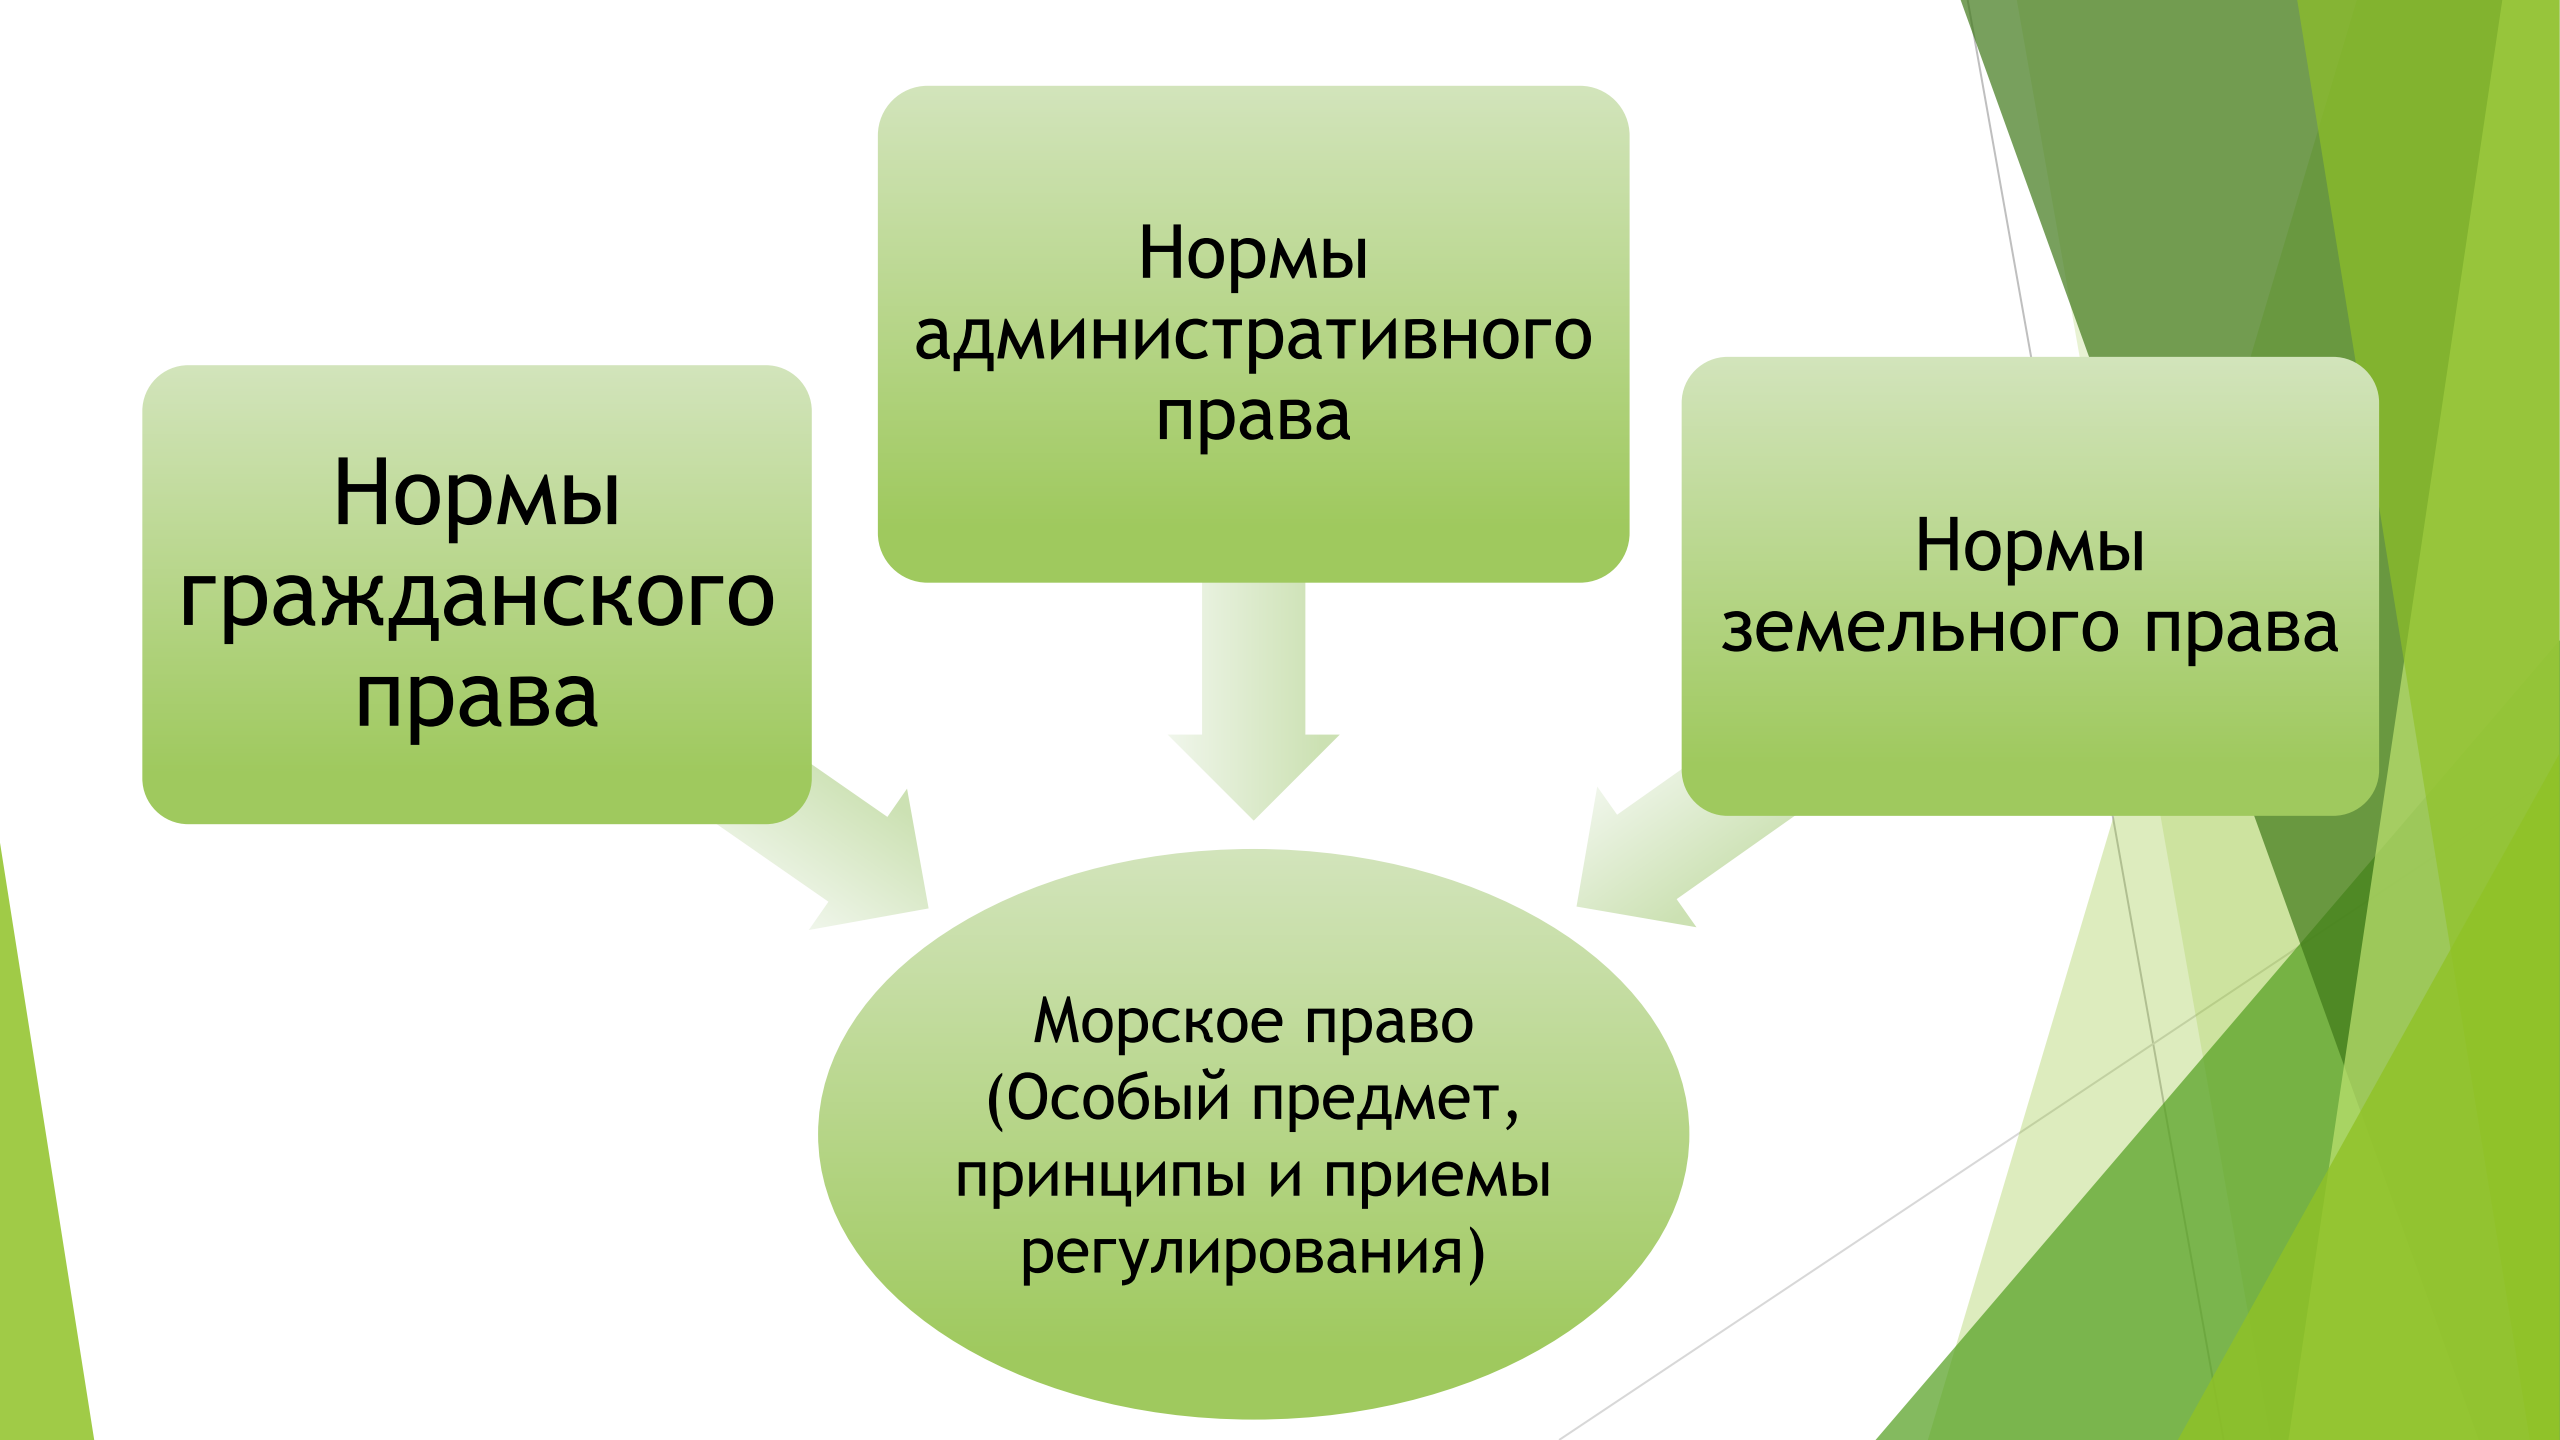 Нормы
гражданского
права
Нормы
административного
права
Нормы
земельного права
Морское право
(Особый предмет,
принципы и приемы
регулирования)